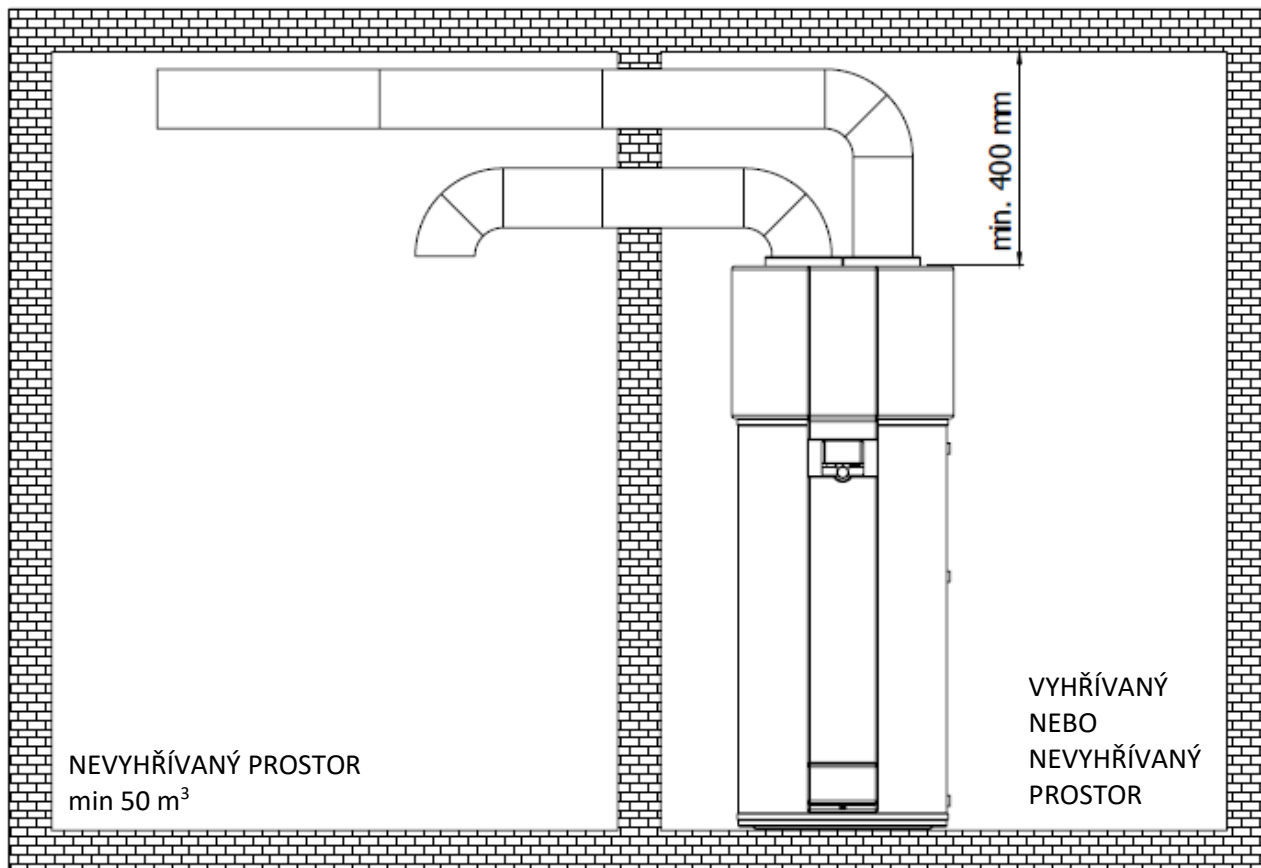 min. 400 mm
NEVYHŘÍVANÝ PROSTOR
min 50 m³
VYHŘÍVANÝ
NEBO
NEVYHŘÍVANÝ
PROSTOR